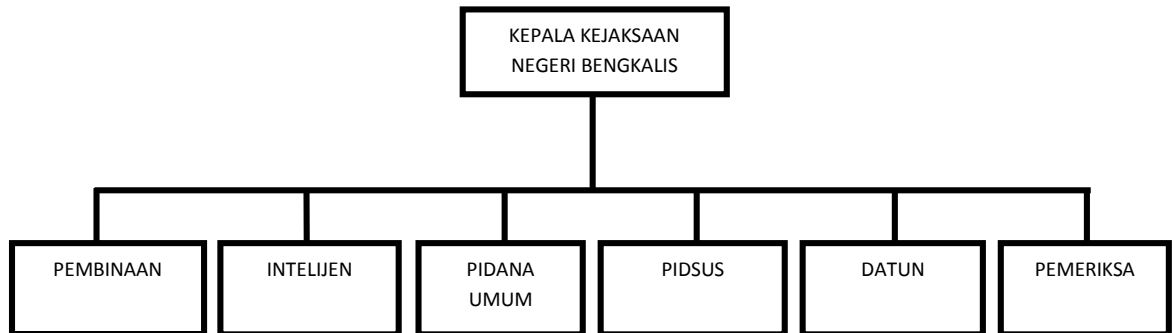 KEPALA KEJAKSAAN
NEGERI BENGKALIS
PEMBINAAN
INTELIJEN
PIDANA
UMUM
PIDSUS
DATUN
PEMERIKSA